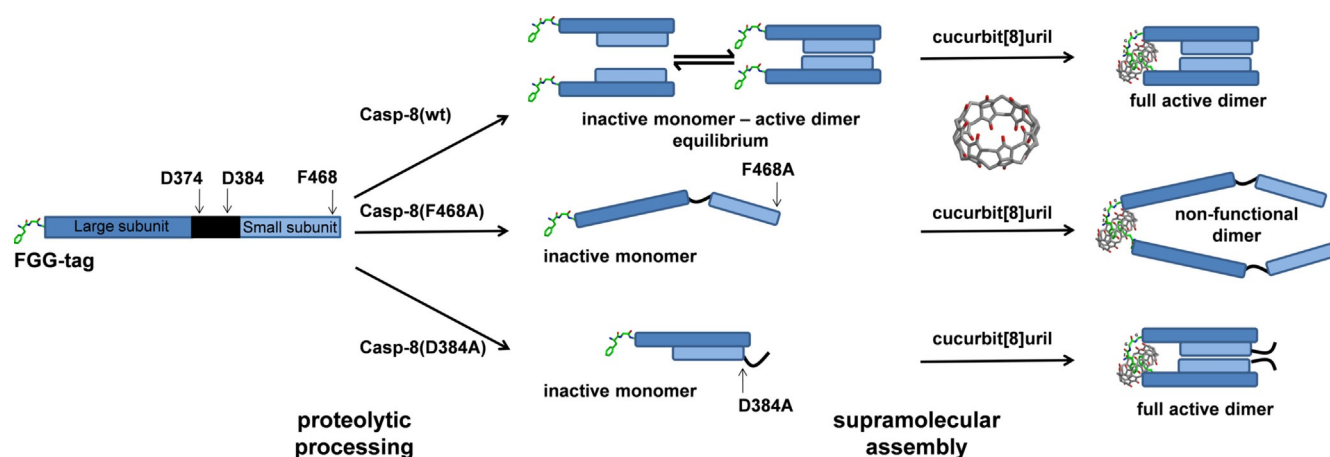 cucurbit[8]uril
full active dimer
Casp-8(wt)
inactive monomer – active dimer
equilibrium
D374 D384 F468
Large subunit
Small subunit
FGG-tag
Casp-8(F468A)
F468A
inactive monomer
cucurbit[8]uril
non-functional
dimer
Casp-8(D384A)
inactive monomer
D384A
cucurbit[8]uril
full active dimer
proteolytic
processing
supramolecular
assembly